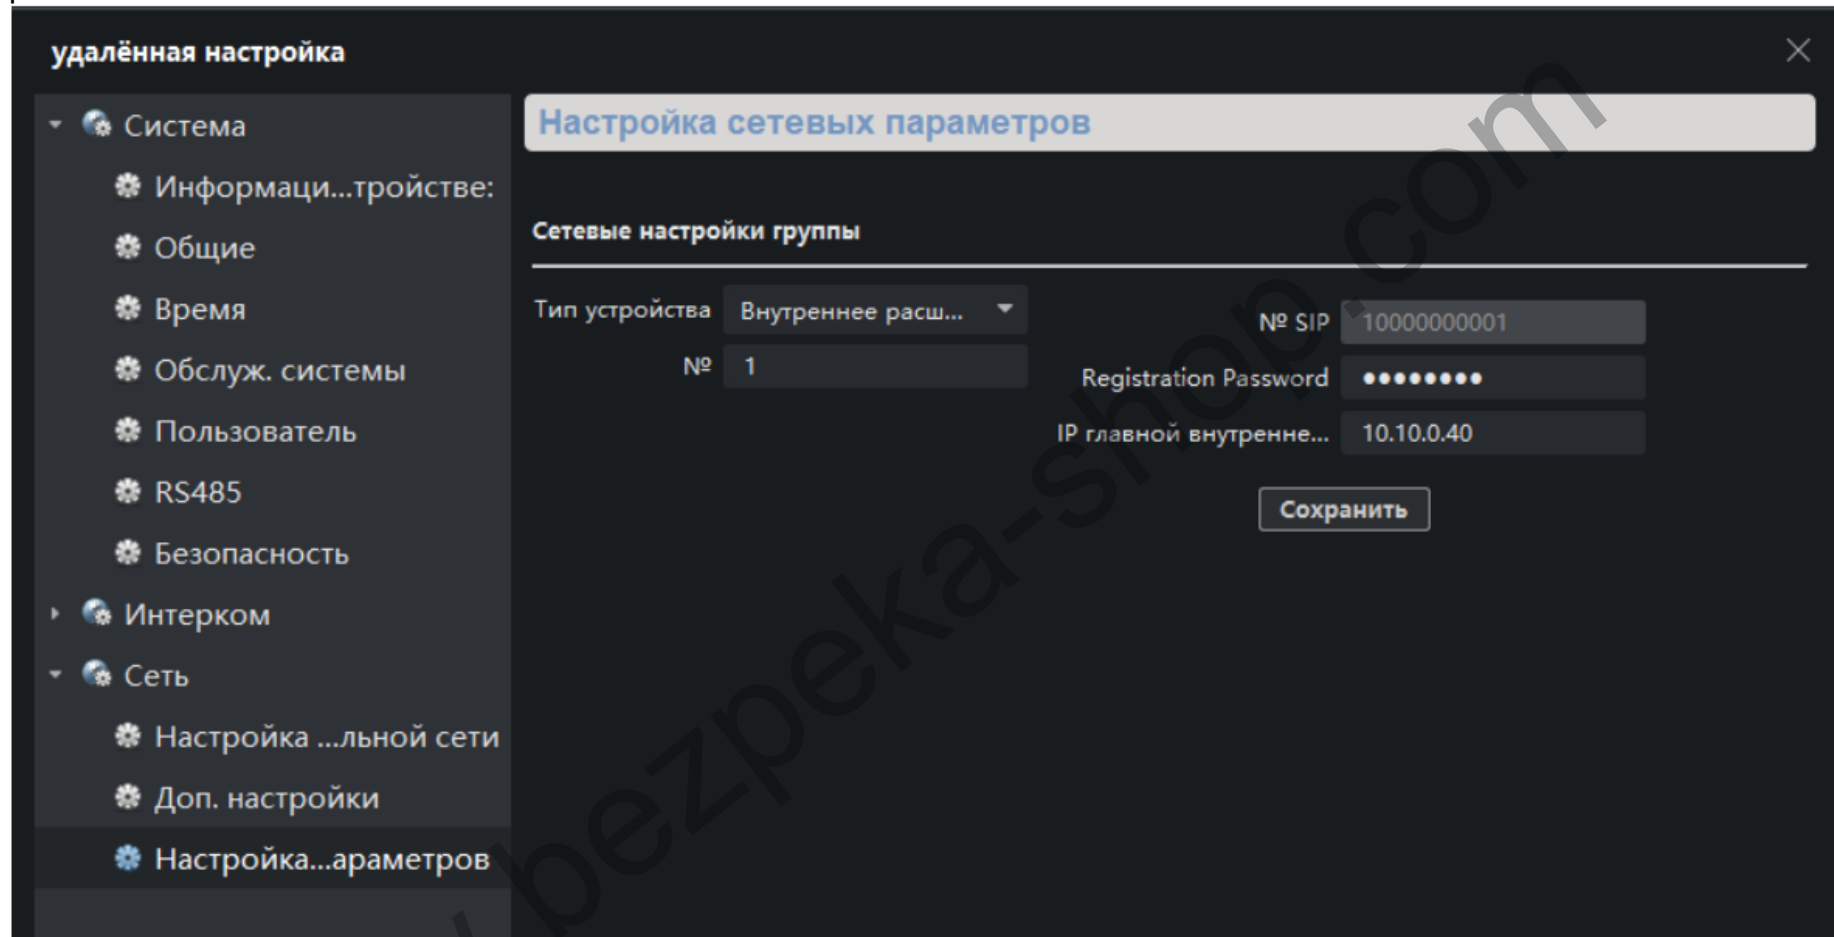 удалённая настройка
Система
Информаци...тройстве:
Общие
Время
Обслуж. системы
Пользователь
RS485
Безопасность
Интерком
Сеть
Настройка ...льной сети
Доп. настройки
Настройка...араметров
Настройка сетевых параметров
Сетевые настройки группы
Тип устройства Внутреннее расш...
№ 1
№ SIP 10000000001
Registration Password ●●●●●●●●
IP главной внутренне... 10.10.0.40
Сохранить
bezpeka-shop.com